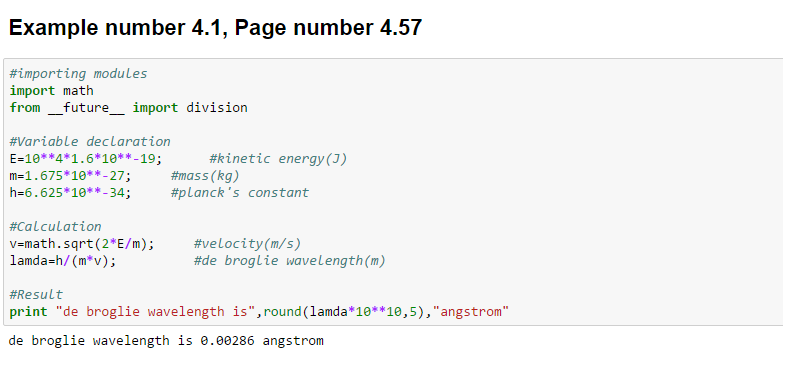 Example number 4.1, Page number 4.57
#importing modules
import math
from __future__ import division
#Variable declaration
E=10**4*1.6*10**-19;      #kinetic energy(J)
m=1.675*10**-27;     #mass(kg)
h=6.625*10**-34;     #planck's constant
#Calculation
v=math.sqrt(2*E/m);     #velocity(m/s)
lamda=h/(m*v);          #de broglie wavelength(m)
#Result
print "de broglie wavelength is",round(lamda*10**10,5),"angstrom"
de broglie wavelength is 0.00286 angstrom